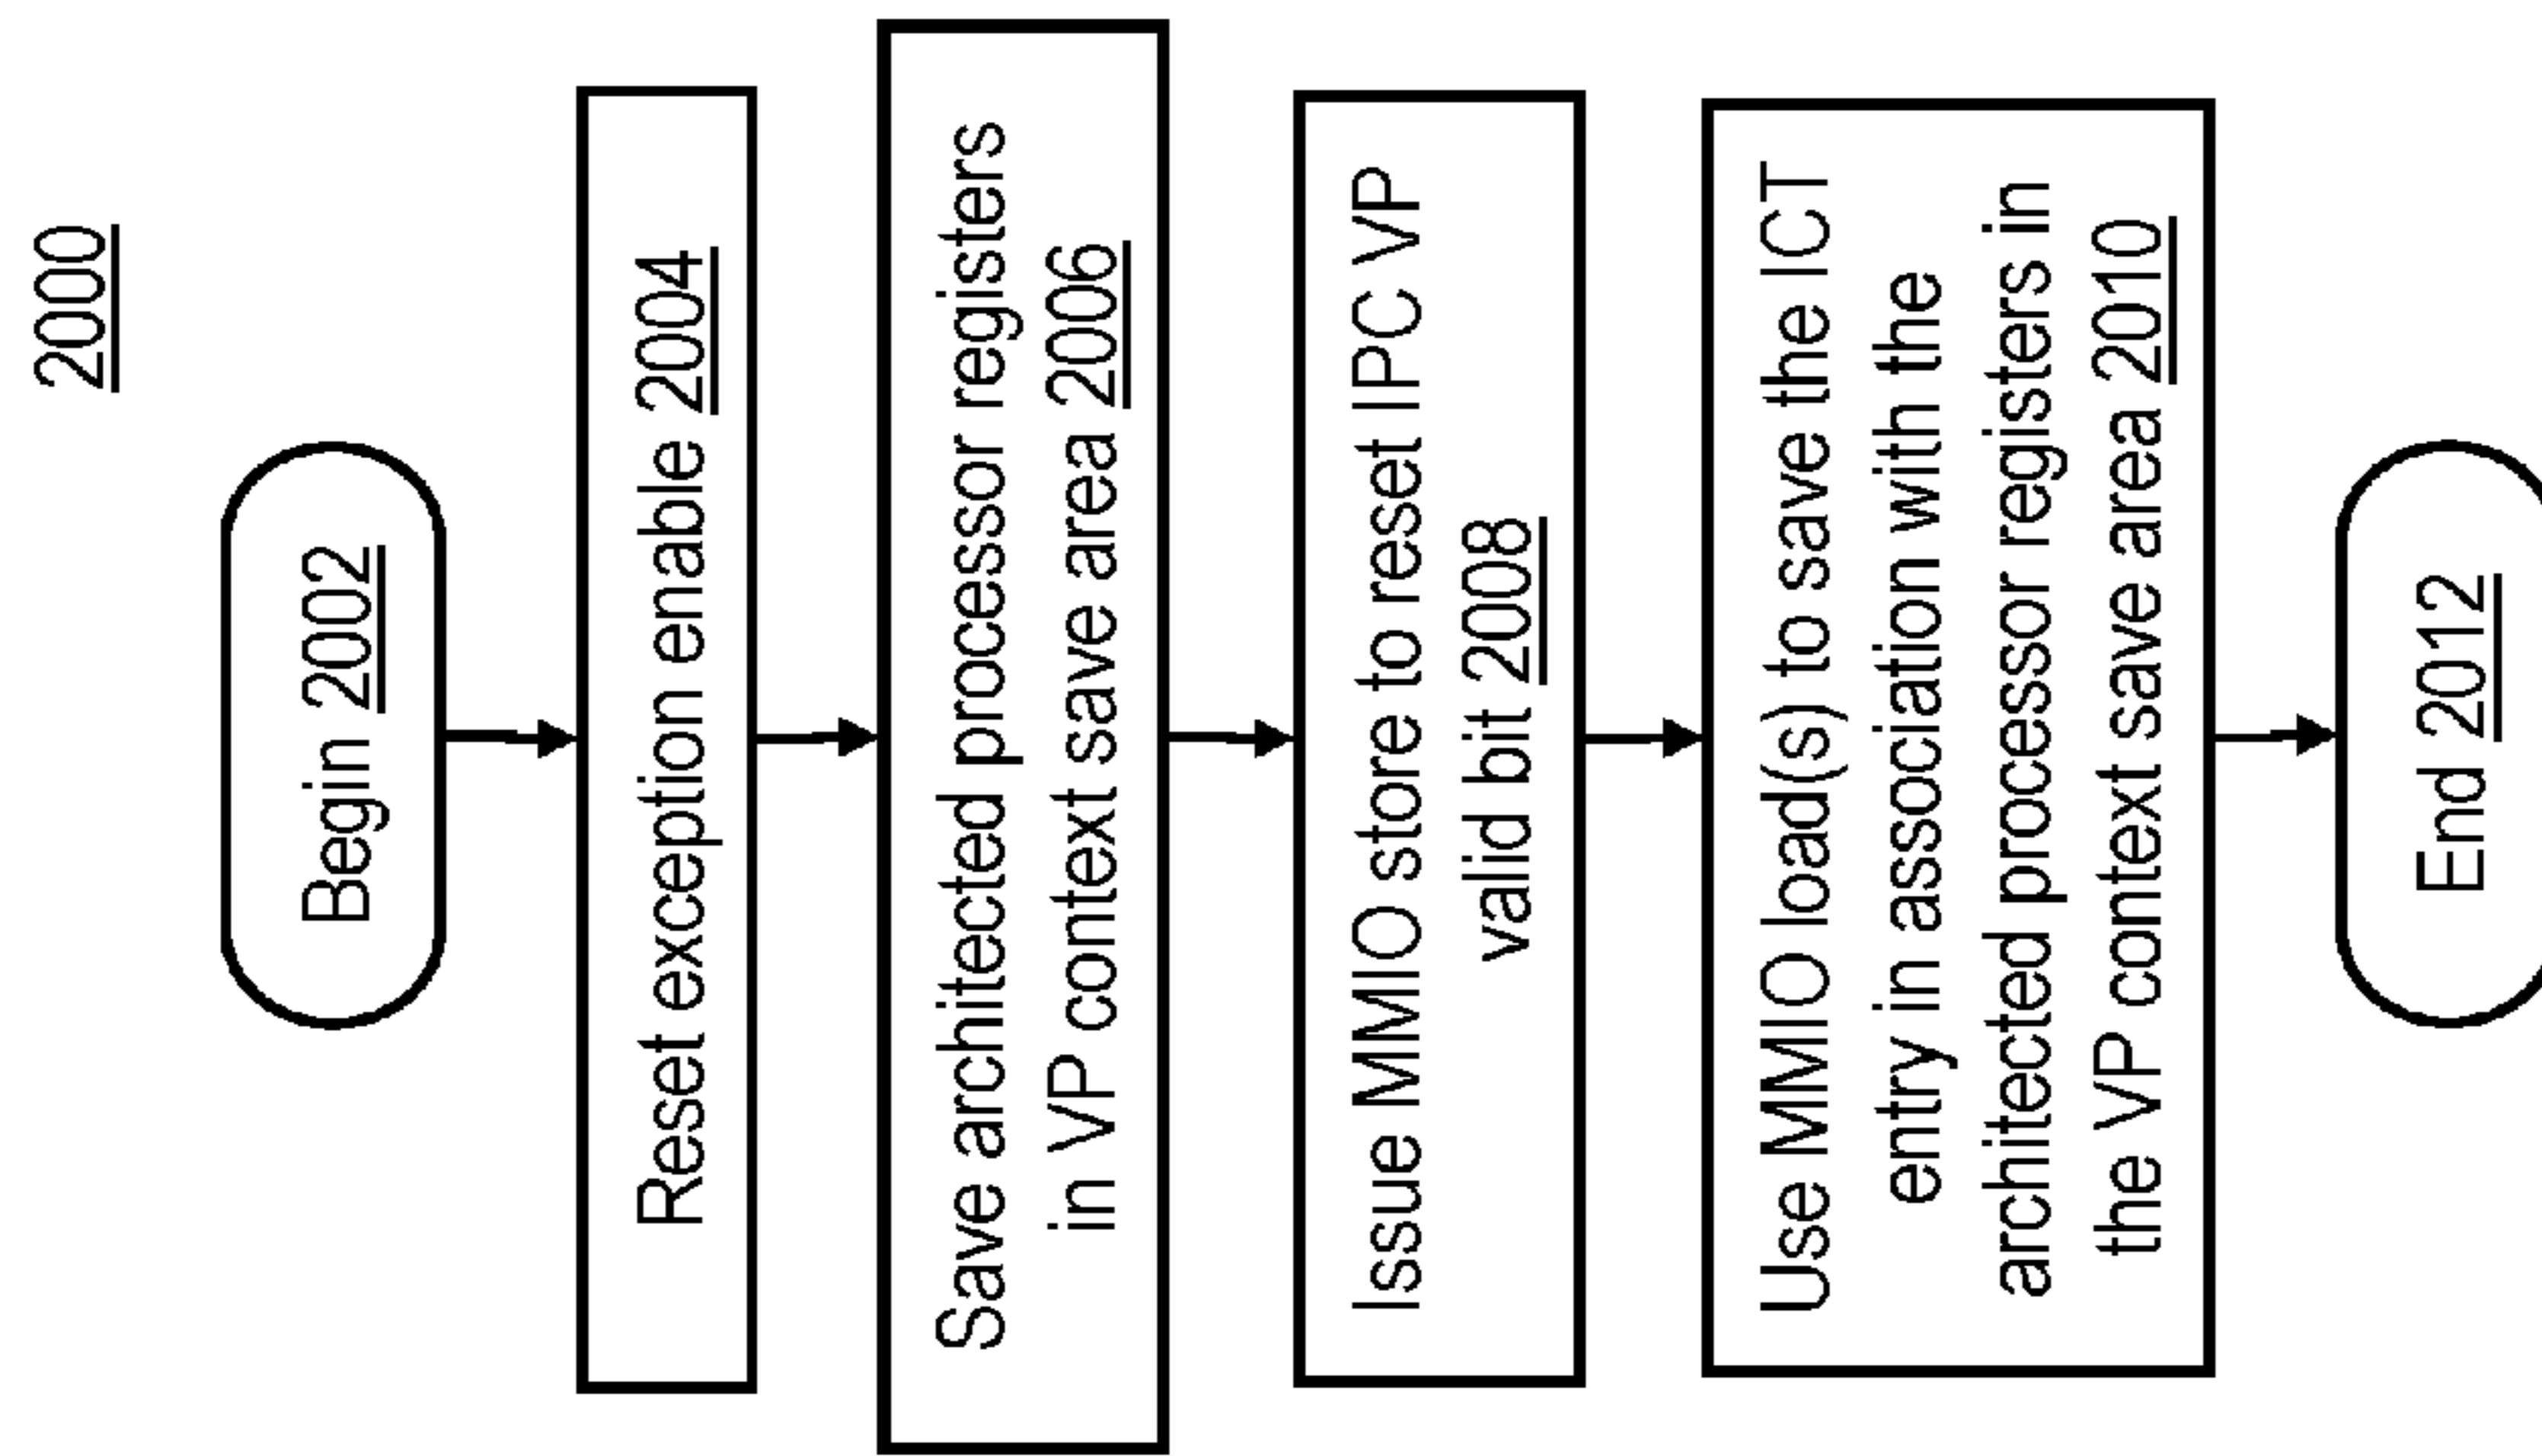 2000
Begin 2002
Reset exception enable 2004
Save architected processor registers
in VP context save area 2006
Issue MMIO store to reset IPC VP
valid bit 2008
Use MMIO load(s) to save the ICT
entry in association with the
architected processor registers in
the VP context save area 2010
End 2012